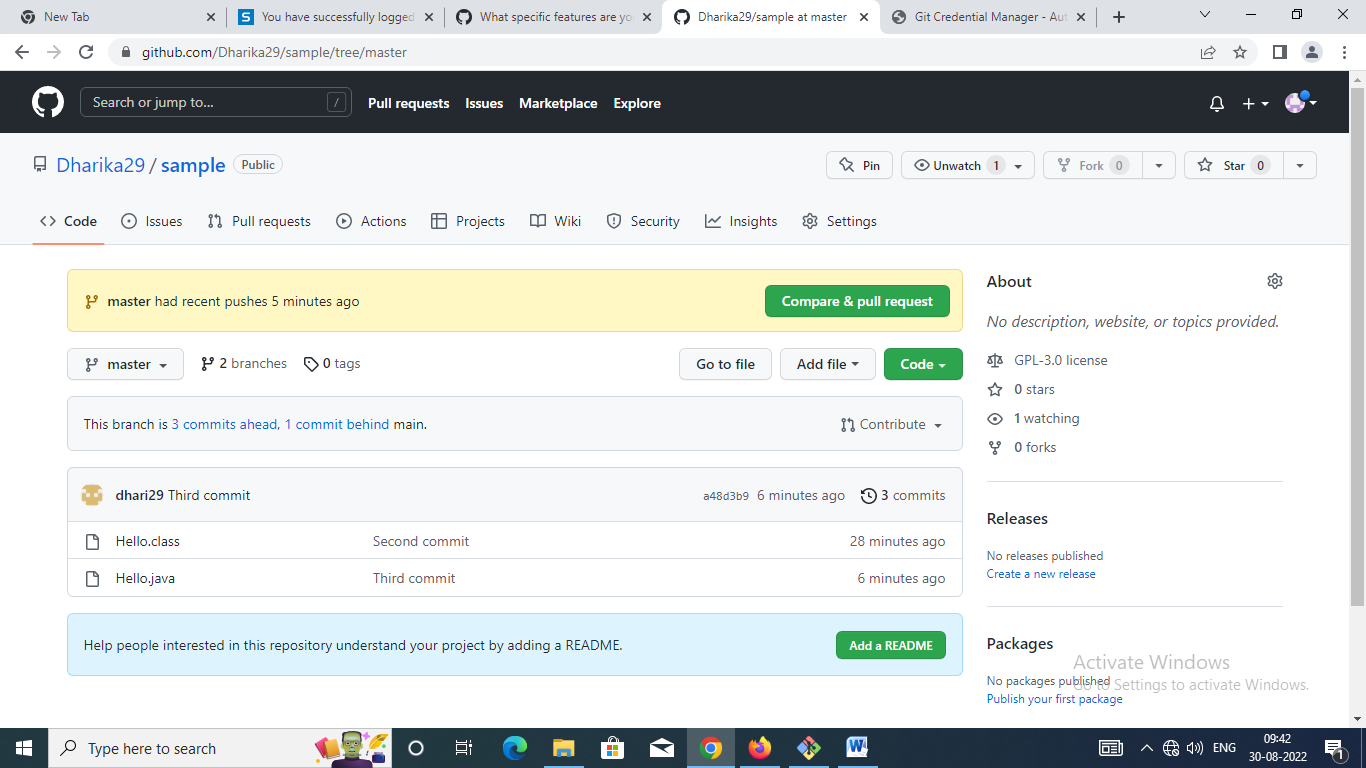 New Tab
You have successfully logged
What specific features are yo
Dharika29/sample at master
Git Credential Manager - Aut
github.com/Dharika29/sample/tree/master
Search or jump to...
/
Pull requests
Issues
Marketplace
Explore
Dharika29 / sample
Public
Pin
Unwatch 1
Fork 0
Star 0
Code
Issues
Pull requests
Actions
Projects
Wiki
Security
Insights
Settings
master had recent pushes 5 minutes ago
Compare & pull request
master
2 branches
0 tags
Go to file
Add file
Code
This branch is 3 commits ahead, 1 commit behind main.
Contribute
dhari29 Third commit
a48d3b9 6 minutes ago
3 commits
Hello.class
Second commit
28 minutes ago
Hello.java
Third commit
6 minutes ago
Help people interested in this repository understand your project by adding a README.
Add a README
About
No description, website, or topics provided.
GPL-3.0 license
0 stars
1 watching
0 forks
Releases
No releases published
Create a new release
Packages
No packages published
Publish your first package
Activate Windows
Go to Settings to activate Windows.
Type here to search
ENG
09:42
30-08-2022
1